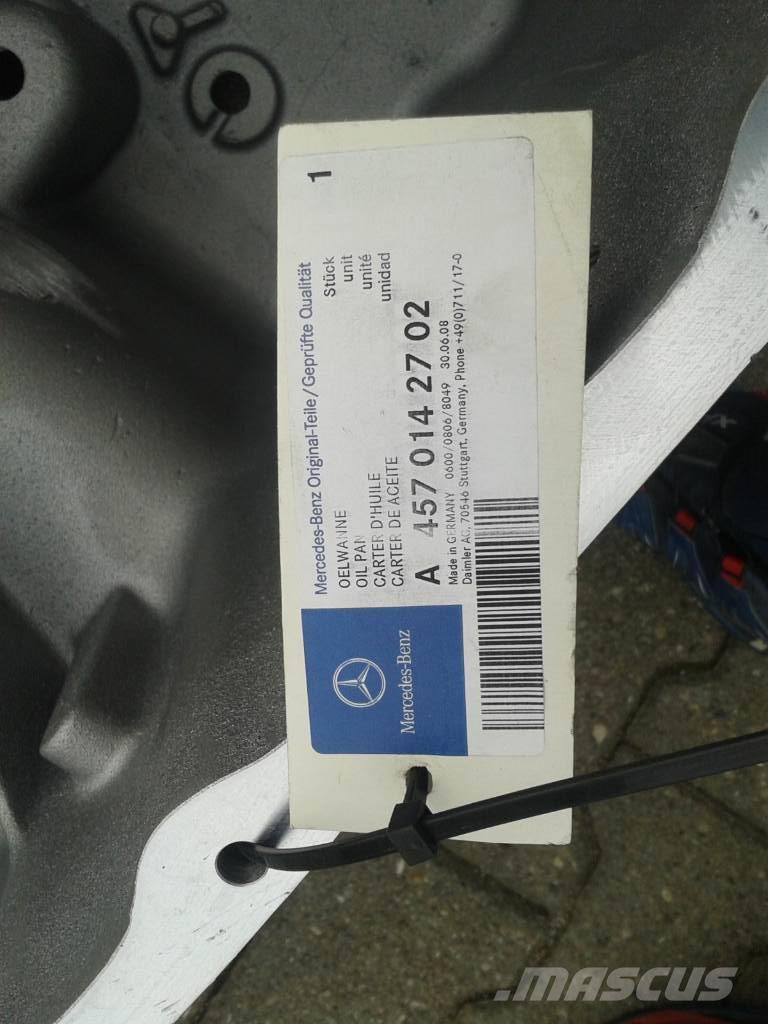 Mercedes-Benz Original-Teile/Geprüfte Qualität
OELWANNE
OIL PAN
CARTER D'HUILE
CARTER DE ACEITE
Stück
unit
unité
unidad
1
A 457 014 27 02
Made in GERMANY 0600/0806/8049 30.06.08
Daimler AG, 70546 Stuttgart, Germany, Phone +49(0)711/17-0
Mercedes-Benz
MASCUS